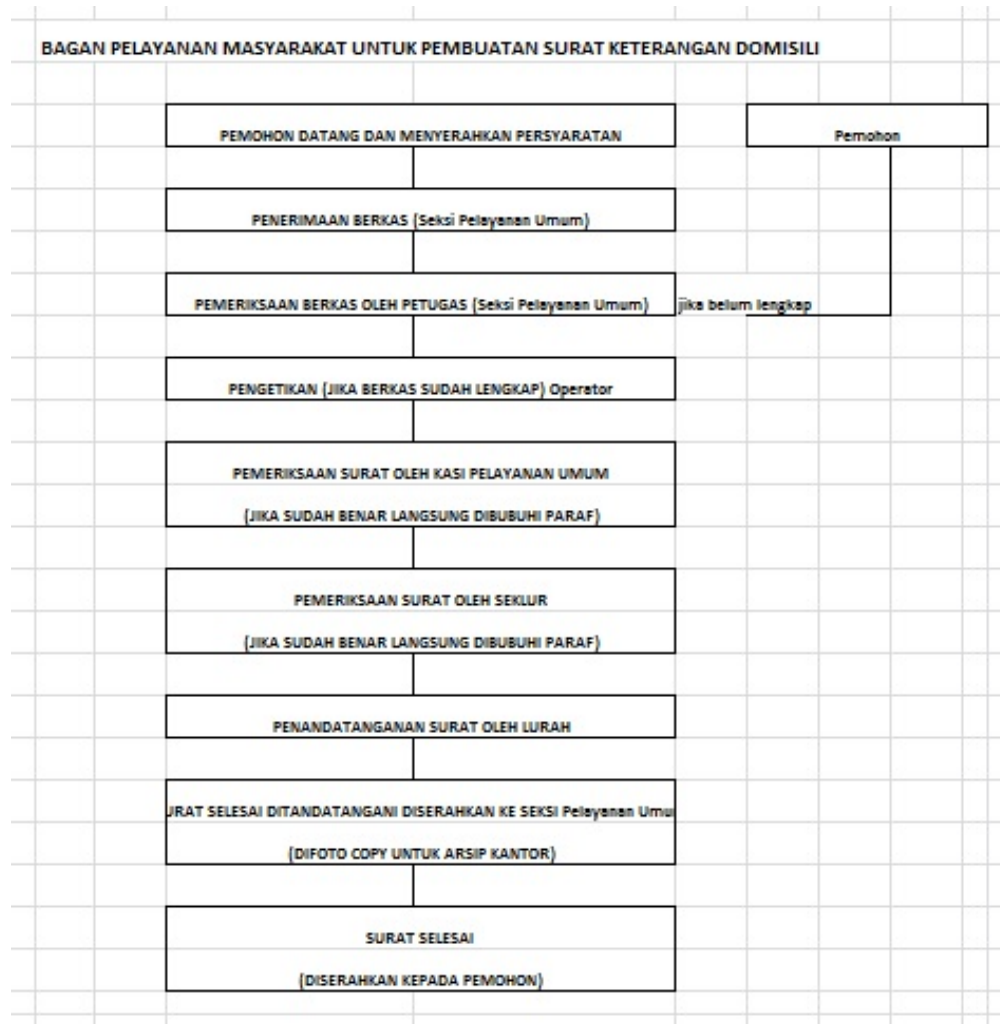 BAGAN PELAYANAN MASYARAKAT UNTUK PEMBUATAN SURAT KETERANGAN DOMISILI
PEMOHON DATANG DAN MENYERAHKAN PERSYARATAN
Pemohon
PENERIMAAN BERKAS (Seksi Pelayanan Umum)
PEMERIKSAAN BERKAS OLEH PETUGAS (Seksi Pelayanan Umum)
jika belum lengkap
PENGETIKAN (JIKA BERKAS SUDAH LENGKAP) Operator
PEMERIKSAAN SURAT OLEH KASI PELAYANAN UMUM
(JIKA SUDAH BENAR LANGSUNG DIBUBUHI PARAF)
PEMERIKSAAN SURAT OLEH SEKLUR
(JIKA SUDAH BENAR LANGSUNG DIBUBUHI PARAF)
PENANDATANGANAN SURAT OLEH LURAH
URAT SELESAI DITANDATANGANI DISERAHKAN KE SEKSI Pelayanan Umu
(DIFOTO COPY UNTUK ARSIP KANTOR)
SURAT SELESAI
(DISERAHKAN KEPADA PEMOHON)